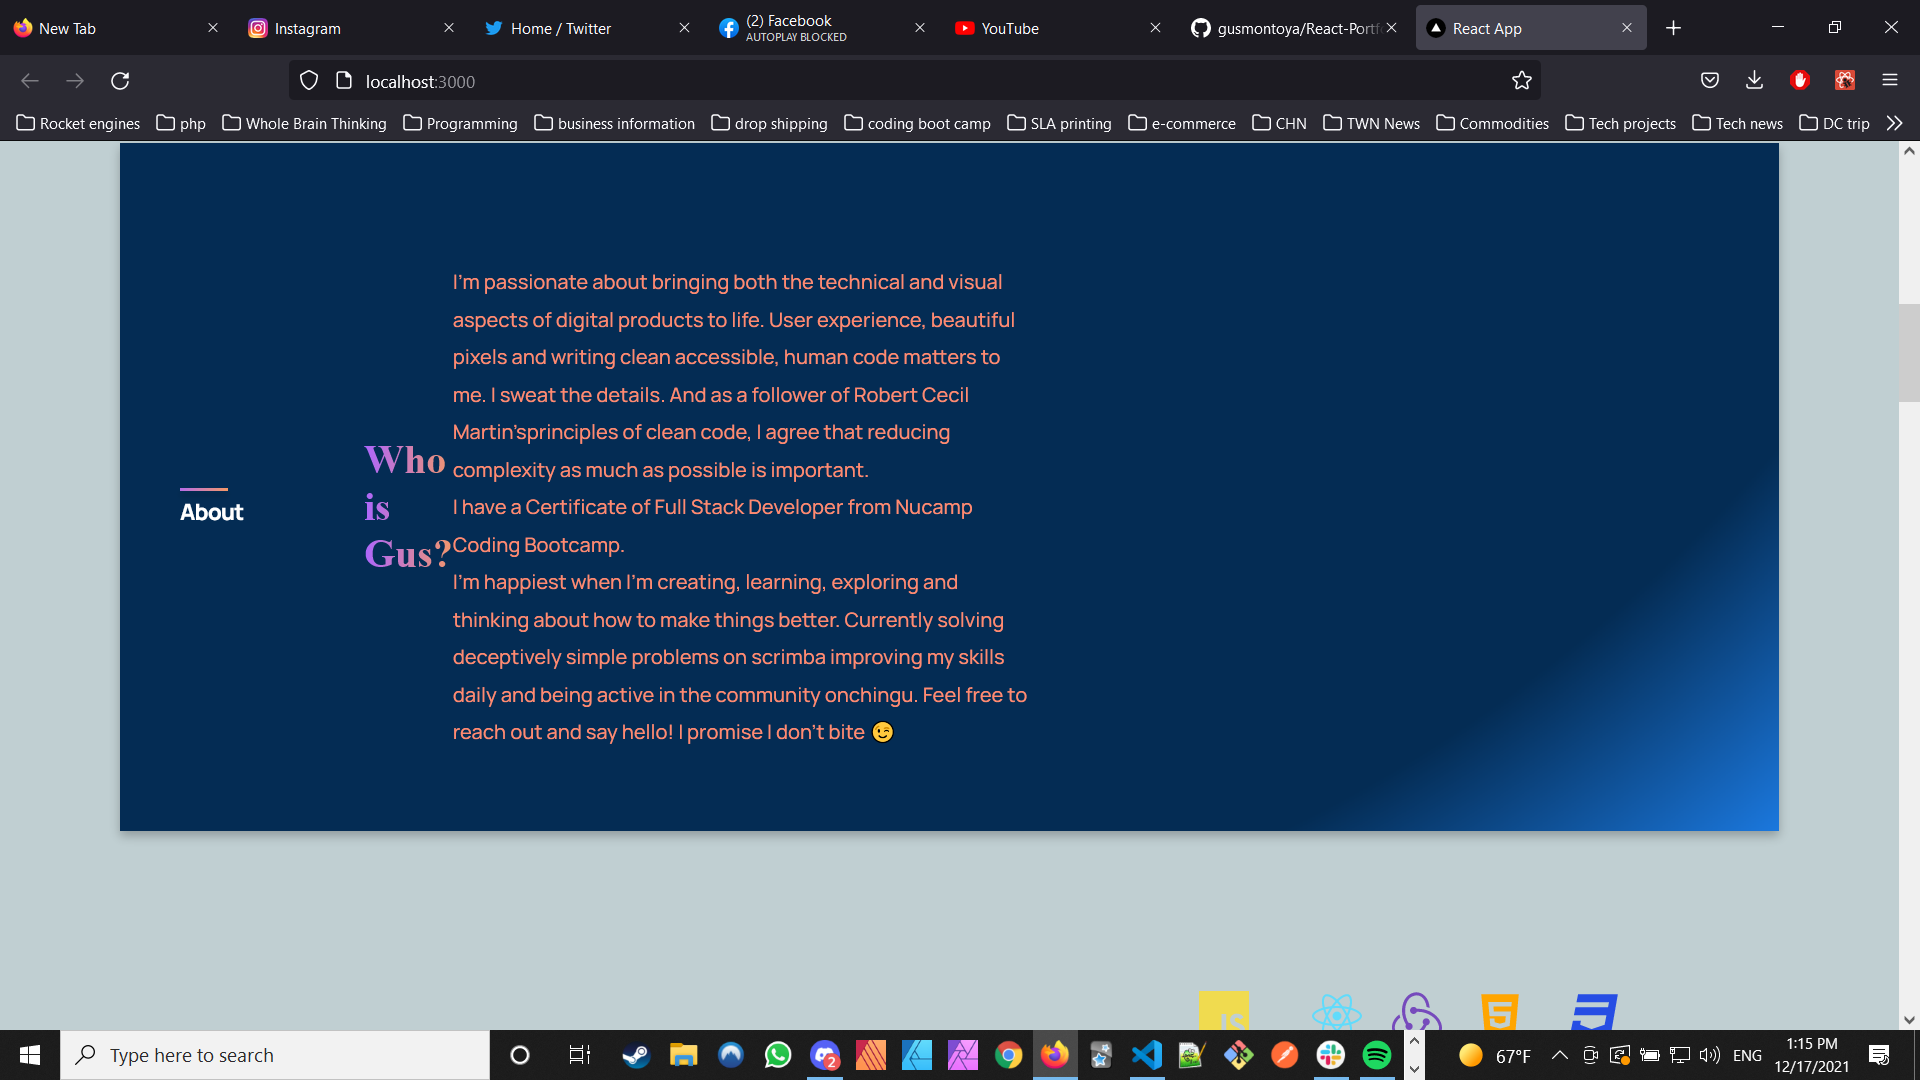 New Tab
Instagram
Home / Twitter
(2) Facebook
AUTOPLAY BLOCKED
YouTube
gusmontoya/React-Portf
React App
localhost:3000
Rocket engines
php
Whole Brain Thinking
Programming
business information
drop shipping
coding boot camp
SLA printing
e-commerce
CHN
TWN News
Commodities
Tech projects
Tech news
DC trip
About
Who
is
Gus?
I'm passionate about bringing both the technical and visual
aspects of digital products to life. User experience, beautiful
pixels and writing clean accessible, human code matters to
me. I sweat the details. And as a follower of Robert Cecil
Martin'sprinciples of clean code, I agree that reducing
complexity as much as possible is important.
I have a Certificate of Full Stack Developer from Nucamp
Coding Bootcamp.
I'm happiest when I'm creating, learning, exploring and
thinking about how to make things better. Currently solving
deceptively simple problems on scrimba improving my skills
daily and being active in the community onchingu. Feel free to
reach out and say hello! I promise I don't bite 😉
JS
Type here to search
2
67°F
ENG
1:15 PM
12/17/2021